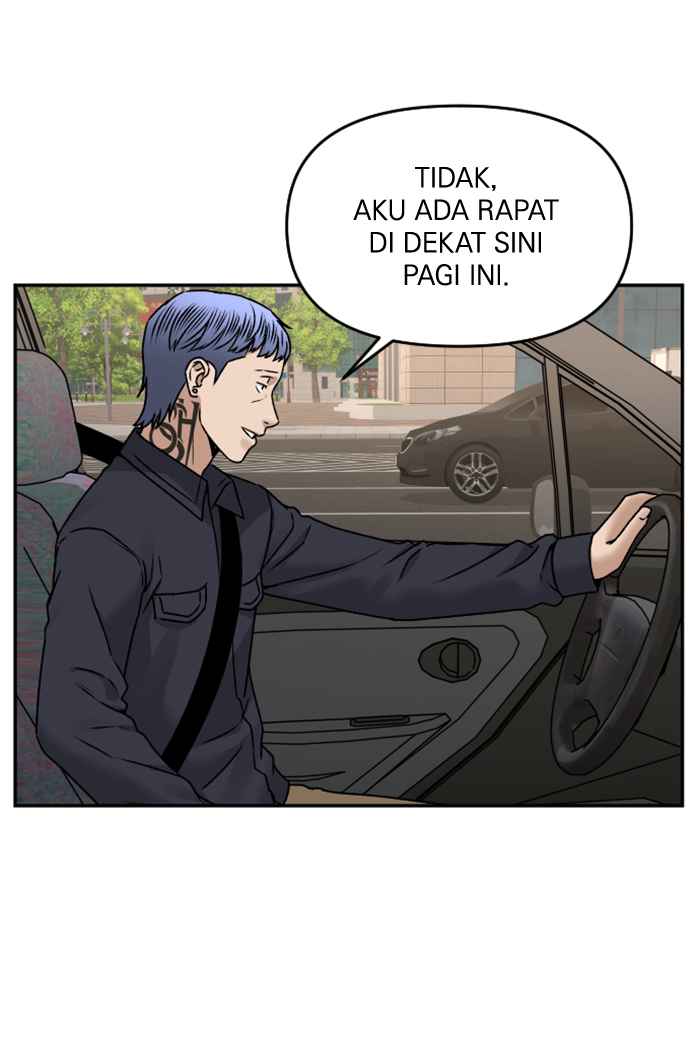 TIDAK,
AKU ADA RAPAT
DI DEKAT SINI
PAGI INI.